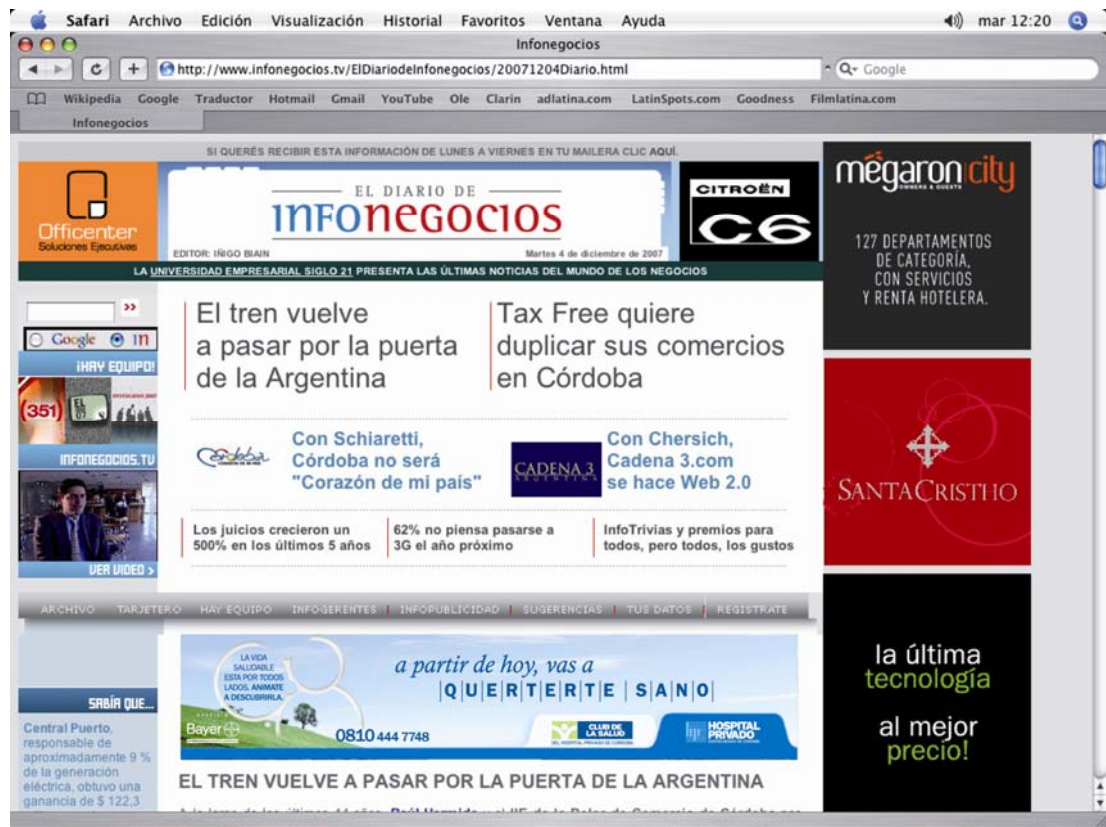 Safari Archivo Edición Visualización Historial Favoritos Ventana Ayuda mar 12:20
Infonegocios
http://www.infonegocios.tv/ElDiariodeInfonegocios/20071204Diario.html
Google
Wikipedia Google Traductor Hotmail Gmail YouTube Ole Clarin adlatina.com LatinSpots.com Goodness Filmlatina.com
Infonegocios
SI QUERÉS RECIBIR ESTA INFORMACIÓN DE LUNES A VIERNES EN TU MAILERA CLIC AQUÍ.
Officenter
Soluciones Ejecutivas
EL DIARIO DE
INFONEGOCIOS
EDITOR: IÑIGO BIAIN
Martes 4 de diciembre de 2007
CITROËN
C6
LA UNIVERSIDAD EMPRESARIAL SIGLO 21 PRESENTA LAS ÚLTIMAS NOTICIAS DEL MUNDO DE LOS NEGOCIOS
mégaron city
OWNERS & GUESTS
127 DEPARTAMENTOS
DE CATEGORÍA,
CON SERVICIOS
Y RENTA HOTELERA.
>>
Google in
¡HAY EQUIPO!
(351)
INFONEGOCIOS.TV
VER VIDEO >
El tren vuelve
a pasar por la puerta
de la Argentina
Tax Free quiere
duplicar sus comercios
en Córdoba
Córdoba
Con Schiaretti,
Córdoba no será
"Corazón de mi país"
CADENA 3
ARGENTINA
Con Chersich,
Cadena 3.com
se hace Web 2.0
Los juicios crecieron un
500% en los últimos 5 años
62% no piensa pasarse a
3G el año próximo
InfoTrivias y premios para
todos, pero todos, los gustos
SANTA CRISTHO
ARCHIVO TARJETERO HAY EQUIPO INFOGERENTES | INFOPUBLICIDAD | SUGERENCIAS | TUS DATOS | REGISTRATE
LA VIDA
SALUDABLE
ESTA POR TODOS
LADOS. ANIMATE
A DESCUBRIRLA.
Bayer
0810 444 7748
a partir de hoy, vas a
QUERTERTE SANO
CLUB DE
LA SALUD
DEL HOSPITAL PRIVADO DE CORDOBA
HOSPITAL
PRIVADO
la última
tecnología
al mejor
precio!
SABÍA QUE...
Central Puerto,
responsable de
aproximadamente 9 %
de la generación
eléctrica, obtuvo una
ganancia de $ 122,3
EL TREN VUELVE A PASAR POR LA PUERTA DE LA ARGENTINA